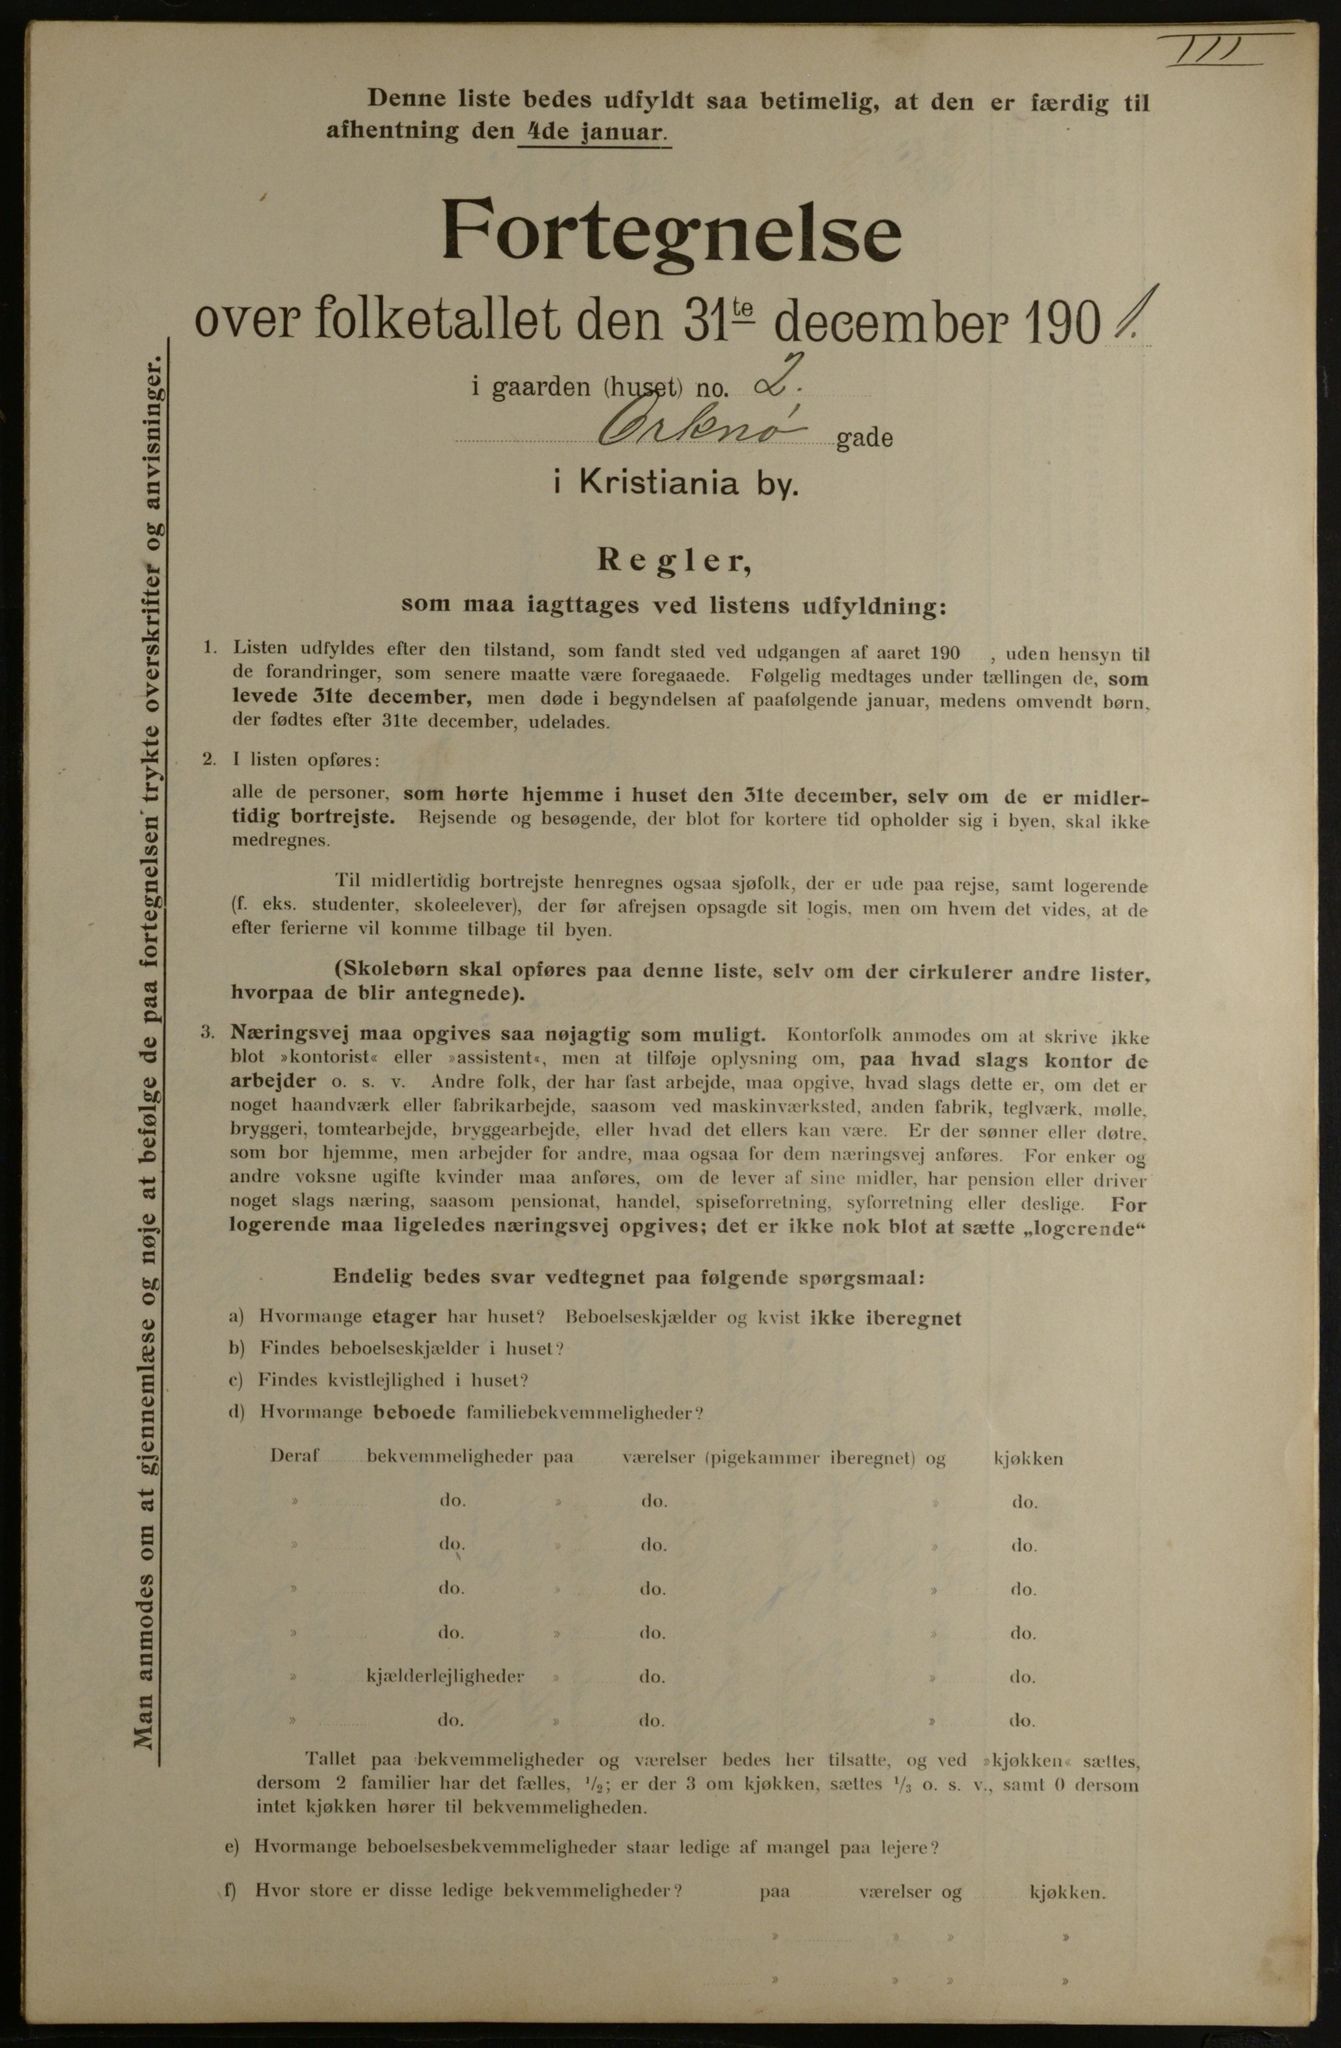 III
Denne liste bedes udfyldt saa betimelig, at den er færdig til
afhentning den 4de januar.
Fortegnelse
over folketallet den 31te december 1901.
i gaarden (huset) no. 2.
Orknø gade
i Kristiania by.
Regler,
som maa iagttages ved listens udfyldning:
1. Listen udfyldes efter den tilstand, som fandt sted ved udgangen af aaret 190 , uden hensyn til
de forandringer, som senere maatte være foregaaede. Følgelig medtages under tællingen de, som
levede 31te december, men døde i begyndelsen af paafølgende januar, medens omvendt børn,
der fødtes efter 31te december, udelades.
2. I listen opføres:
alle de personer, som hørte hjemme i huset den 31te december, selv om de er midler-
tidig bortrejste. Rejsende og besøgende, der blot for kortere tid opholder sig i byen, skal ikke
medregnes.
Til midlertidig bortrejste henregnes ogsaa sjøfolk, der er ude paa rejse, samt logerende
(f. eks. studenter, skoleelever), der før afrejsen opsagde sit logis, men om hvem det vides, at de
efter ferierne vil komme tilbage til byen.
(Skolebørn skal opføres paa denne liste, selv om der cirkulerer andre lister,
hvorpaa de blir antegnede).
3. Næringsvej maa opgives saa nøjagtig som muligt. Kontorfolk anmodes om at skrive ikke
blot »kontorist« eller »assistent«, men at tilføje oplysning om, paa hvad slags kontor de
arbejder o. s. v. Andre folk, der har fast arbejde, maa opgive, hvad slags dette er, om det er
noget haandværk eller fabrikarbejde, saasom ved maskinværksted, anden fabrik, teglværk, mølle,
bryggeri, tomtearbejde, bryggearbejde, eller hvad det ellers kan være. Er der sønner eller døtre,
som bor hjemme, men arbejder for andre, maa ogsaa for dem næringsvej anføres. For enker og
andre voksne ugifte kvinder maa anføres, om de lever af sine midler, har pension eller driver
noget slags næring, saasom pensionat, handel, spiseforretning, syforretning eller deslige. For
logerende maa ligeledes næringsvej opgives; det er ikke nok blot at sætte „logerende“
Endelig bedes svar vedtegnet paa følgende spørgsmaal:
a) Hvormange etager har huset? Beboelseskjælder og kvist ikke iberegnet
b) Findes beboelseskjælder i huset?
c) Findes kvistlejlighed i huset?
d) Hvormange beboede familiebekvemmeligheder?
Deraf bekvemmeligheder paa værelser (pigekammer iberegnet) og kjøkken
» do. » do. » do.
» do. » do. » do.
» do. » do. » do.
» do. » do. » do.
» kjælderlejligheder » do. » do.
» do. » do. » do.
Tallet paa bekvemmeligheder og værelser bedes her tilsatte, og ved »kjøkken« sættes,
dersom 2 familier har det fælles, 1/2; er der 3 om kjøkken, sættes 1/3 o. s. v., samt 0 dersom
intet kjøkken hører til bekvemmeligheden.
e) Hvormange beboelsesbekvemmeligheder staar ledige af mangel paa lejere?
f) Hvor store er disse ledige bekvemmeligheder? paa værelser og kjøkken.
» » » »
» » » »
Man anmodes om at gjennemlæse og nøje at befølge de paa fortegnelsen trykte overskrifter og anvisninger.